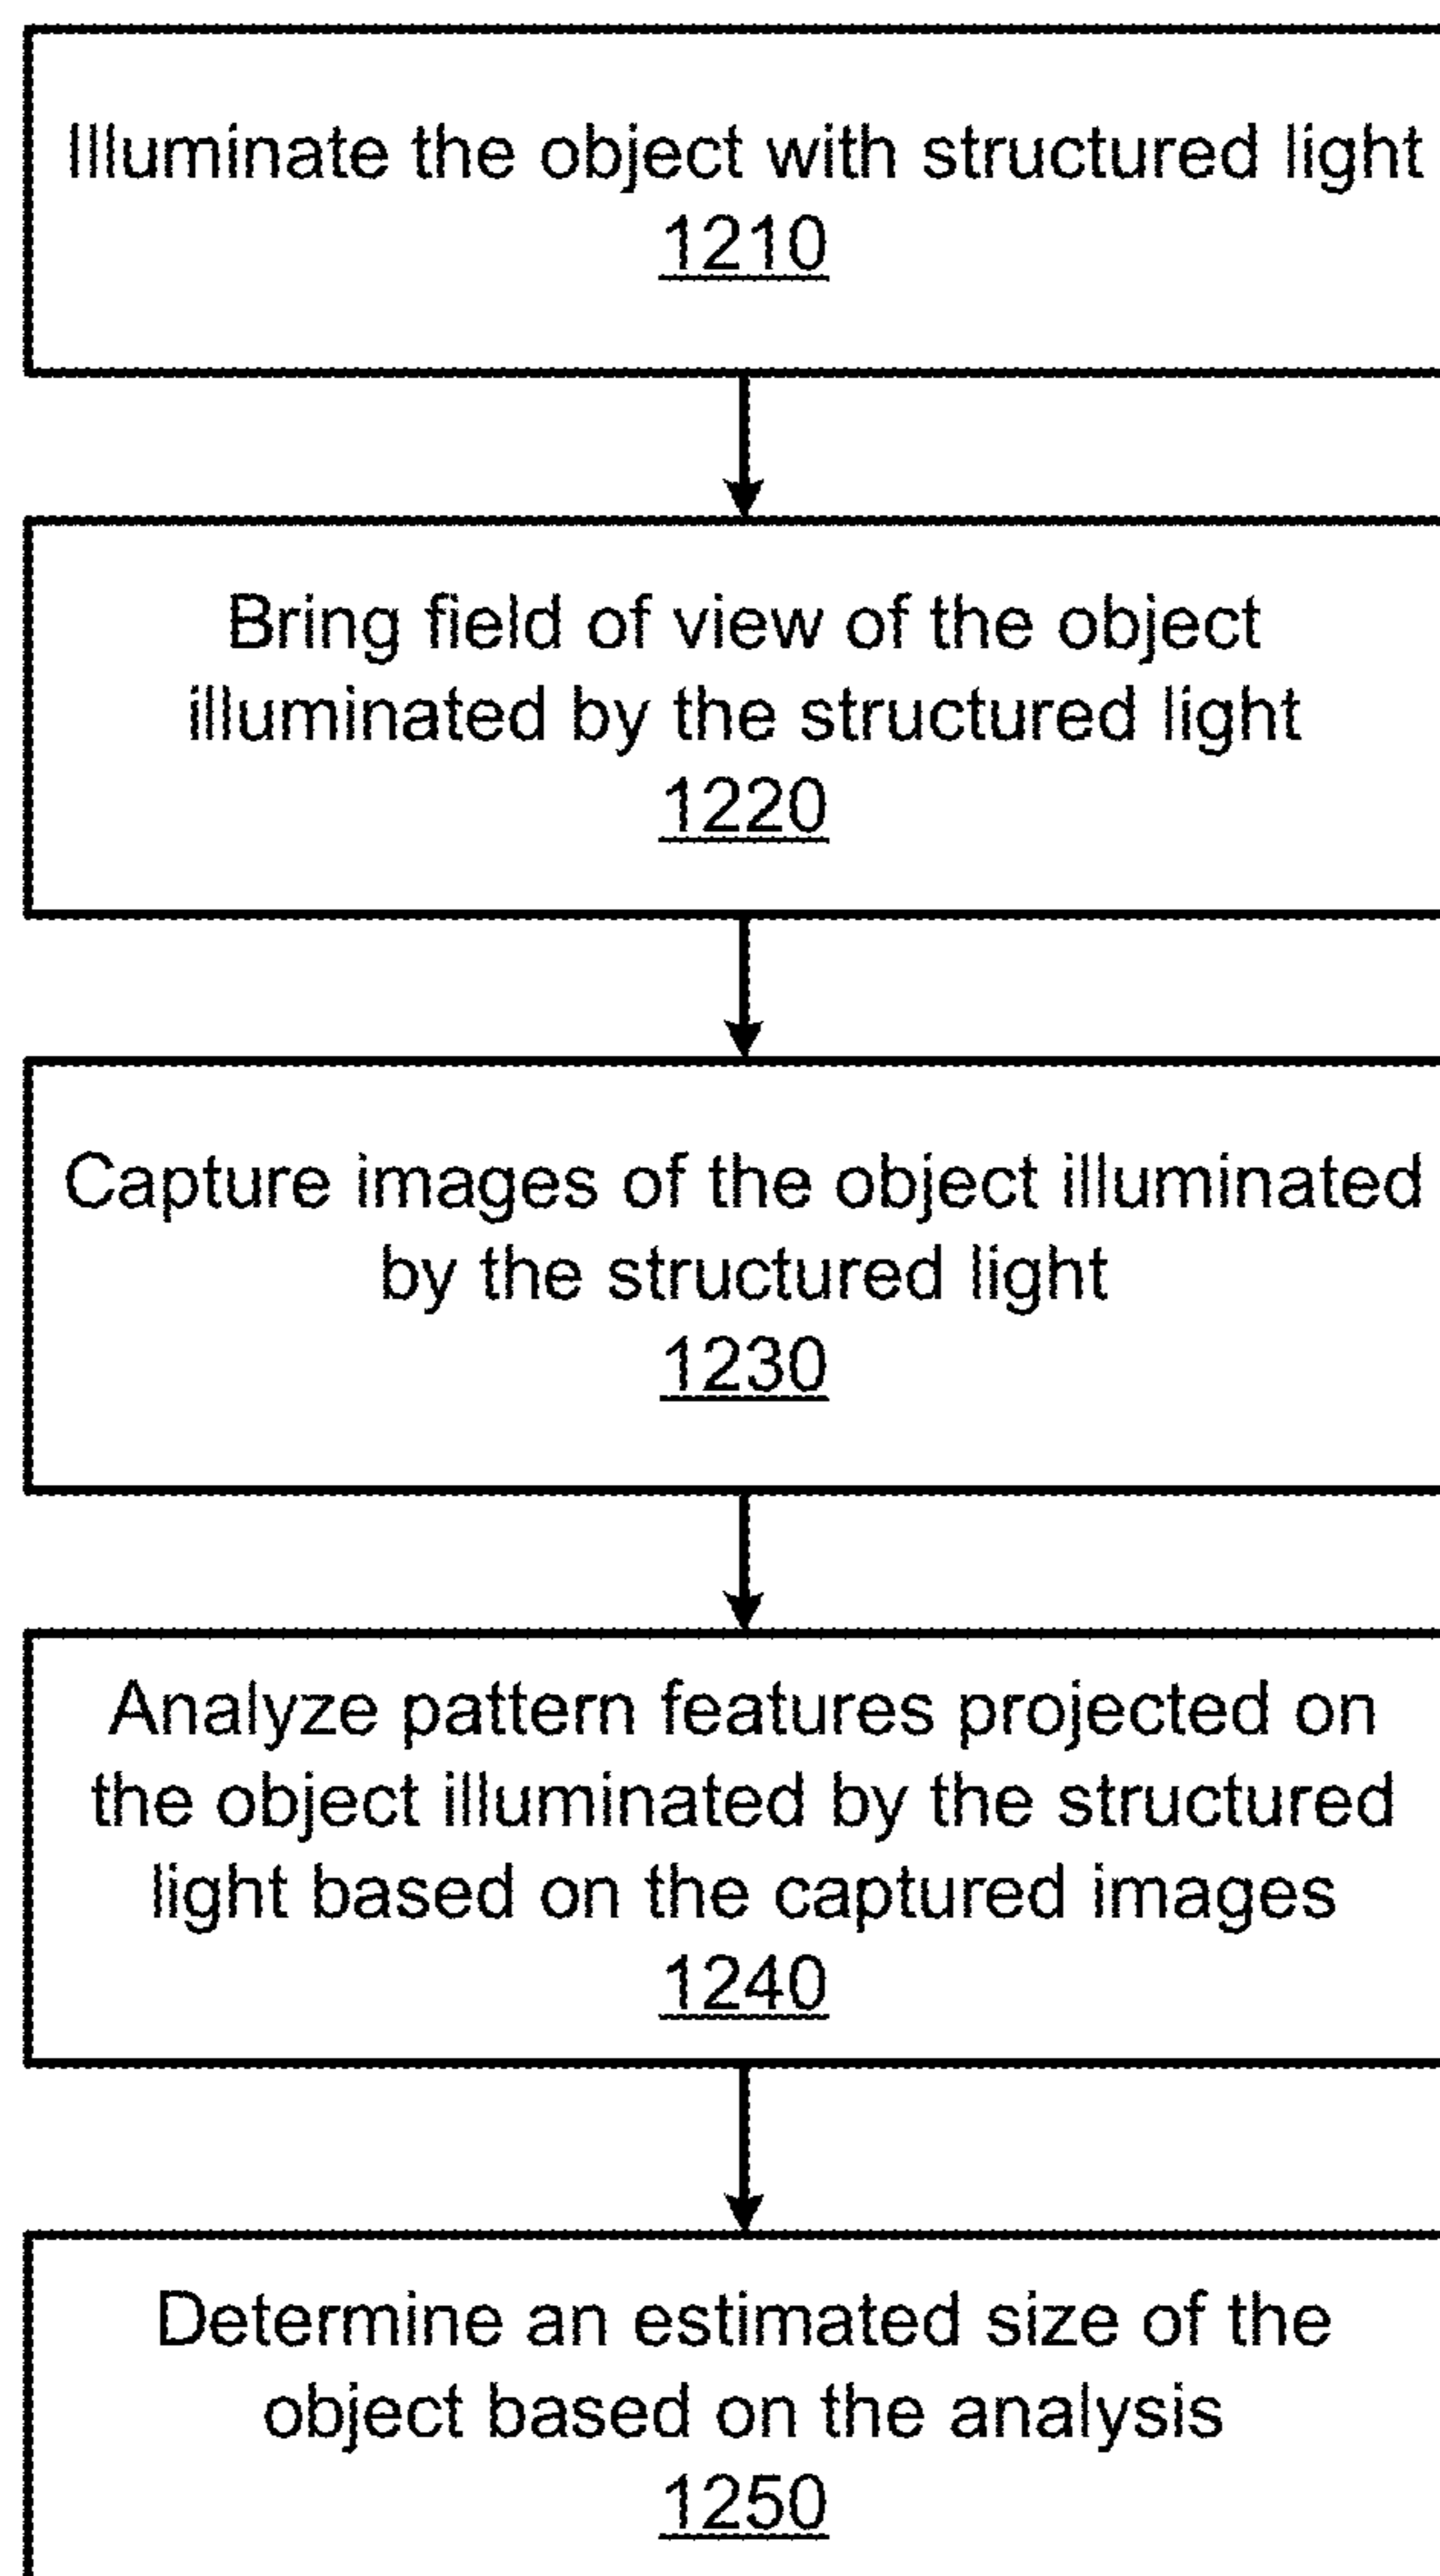 Illuminate the object with structured light
1210
Bring field of view of the object
illuminated by the structured light
1220
Capture images of the object illuminated
by the structured light
1230
Analyze pattern features projected on
the object illuminated by the structured
light based on the captured images
1240
Determine an estimated size of the
object based on the analysis
1250